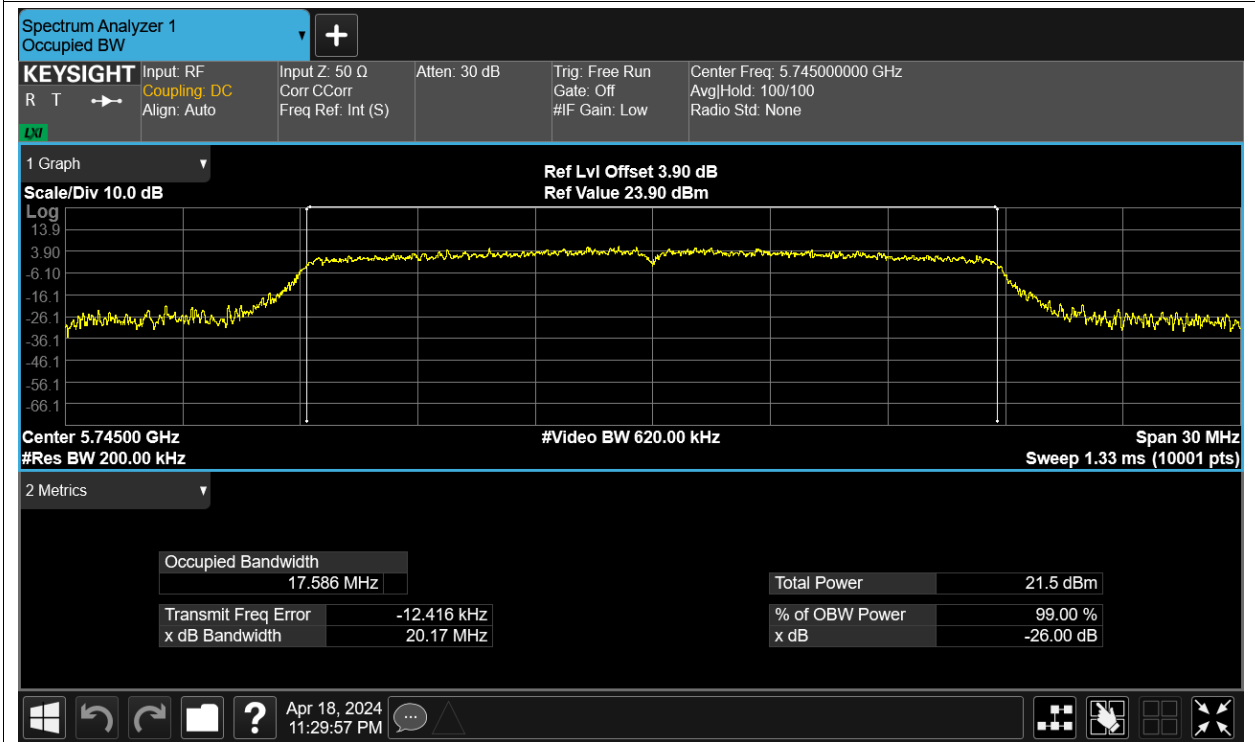 Spectrum Analyzer 1
Occupied BW
KEYSIGHT
R T
LXI
Input: RF
Coupling: DC
Align: Auto
Input Z: 50 Ω
Corr CCorr
Freq Ref: Int (S)
Atten: 30 dB
Trig: Free Run
Gate: Off
#IF Gain: Low
Center Freq: 5.745000000 GHz
Avg|Hold: 100/100
Radio Std: None
1 Graph
Scale/Div 10.0 dB
Ref Lvl Offset 3.90 dB
Ref Value 23.90 dBm
Log
13.9
3.90
-6.10
-16.1
-26.1
-36.1
-46.1
-56.1
-66.1
Center 5.74500 GHz
#Video BW 620.00 kHz
Span 30 MHz
#Res BW 200.00 kHz
Sweep 1.33 ms (10001 pts)
2 Metrics
Occupied Bandwidth
17.586 MHz
Total Power 21.5 dBm
Transmit Freq Error -12.416 kHz
% of OBW Power 99.00 %
x dB Bandwidth 20.17 MHz
x dB -26.00 dB
?
Apr 18, 2024
11:29:57 PM